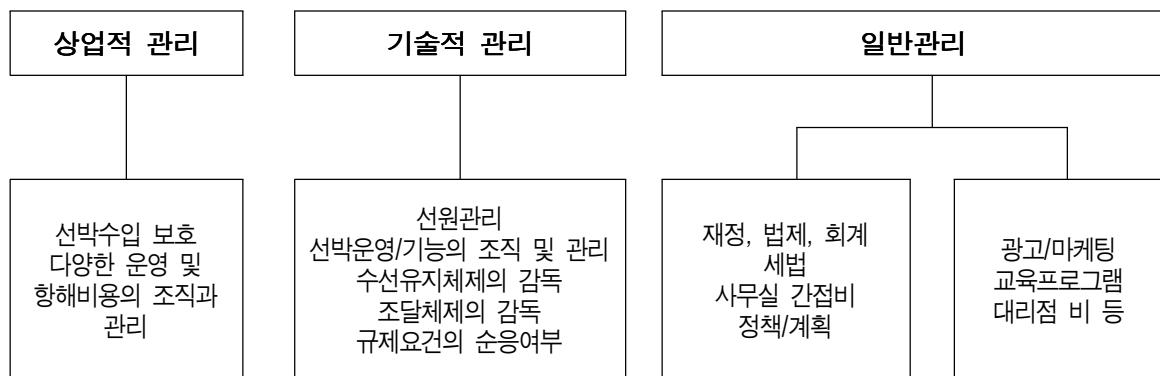 상업적 관리
기술적 관리
일반관리
선박수입 보호
다양한 운영 및
항해비용의 조직과
관리
선원관리
선박운영/기능의 조직 및 관리
수선유지체제의 감독
조달체제의 감독
규제요건의 순응여부
재정, 법제, 회계
세법
사무실 간접비
정책/계획
광고/마케팅
교육프로그램
대리점 비 등